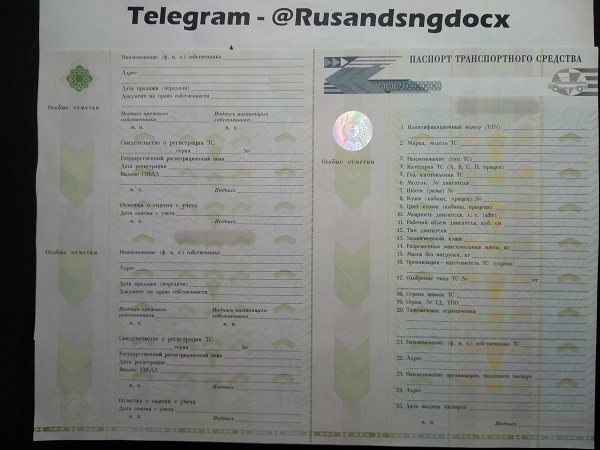 Telegram - @Rusandsngdocx
Наименование (ф. и. о.) собственника
Адрес
Дата продажи (передачи)
Документ на право собственности
Особые отметки
Подпись прежнего собственника
Подпись настоящего собственника
м. п.
м. п.
Свидетельство о регистрации ТС
серия №
Государственный регистрационный знак
Дата регистрации
Выдано ГИБДД
м. п.
Подпись
Отметка о снятии с учета
Дата снятия с учета
м. п.
Подпись
Особые отметки
Наименование (ф. и. о.) собственника
Адрес
Дата продажи (передачи)
Документ на право собственности
Подпись прежнего собственника
Подпись настоящего собственника
м. п.
м. п.
Свидетельство о регистрации ТС
серия №
Государственный регистрационный знак
Дата регистрации
Выдано ГИБДД
м. п.
Подпись
Отметка о снятии с учета
Дата снятия с учета
м. п.
Подпись
ПАСПОРТ ТРАНСПОРТНОГО СРЕДСТВА
Особые отметки
1. Идентификационный номер (VIN)
2. Марка, модель ТС
3. Наименование (тип ТС)
4. Категория ТС (А, В, С, D, прицеп)
5. Год изготовления ТС
6. Модель, № двигателя
7. Шасси (рама) №
8. Кузов (кабина, прицеп) №
9. Цвет кузова (кабины, прицепа)
10. Мощность двигателя, л. с. (кВт)
11. Рабочий объем двигателя, куб. см
12. Тип двигателя
13. Экологический класс
14. Разрешенная максимальная масса, кг
15. Масса без нагрузки, кг
16. Организация—изготовитель ТС (страна)
17. Одобрение типа ТС № от
18. Страна вывоза ТС
19. Серия, № ТД, ТПО
20. Таможенные ограничения
21. Наименование (ф. и. о.) собственника ТС
22. Адрес
23. Наименование организации, выдавшей паспорт
24. Адрес
25. Дата выдачи паспорта
м. п.
Подпись